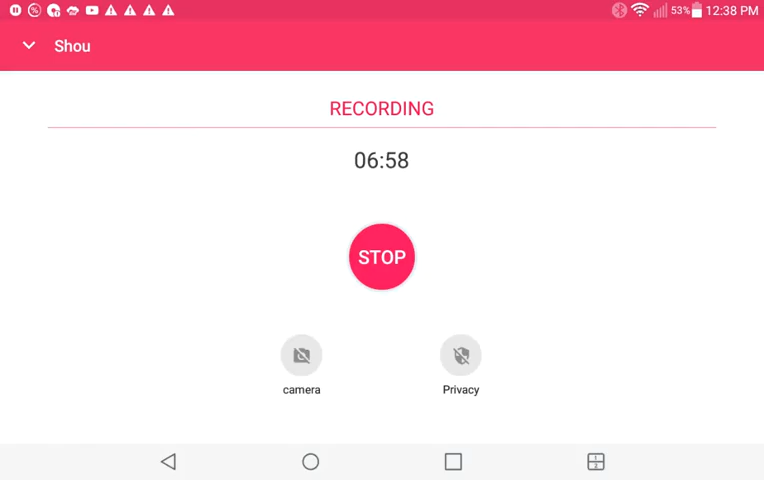 53% 12:38 PM
Shou
RECORDING
06:58
STOP
camera Privacy